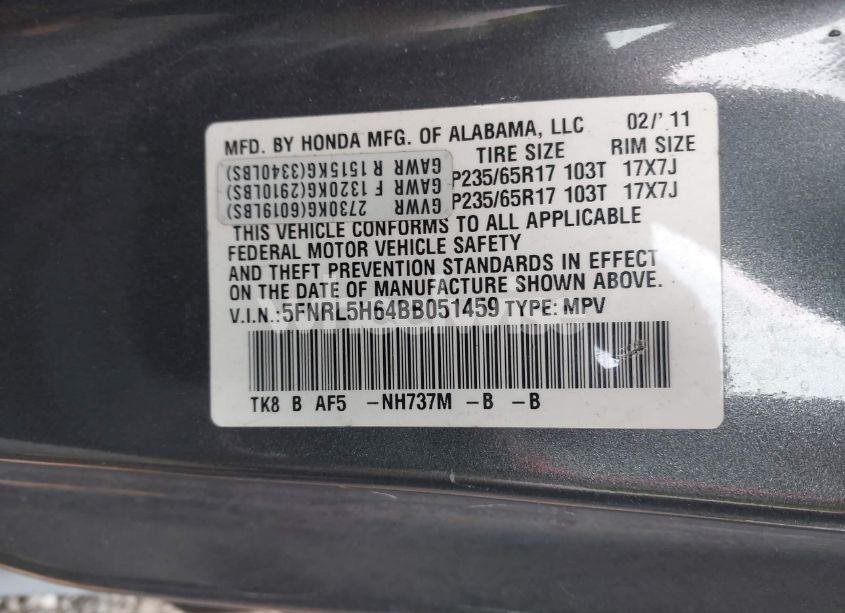 MFD. BY HONDA MFG. OF ALABAMA, LLC 02/'11
TIRE SIZE RIM SIZE
GVWR 2730KG(6019LBS)
GAWR F 1320KG(2910LBS)
GAWR R 1515KG(3340LBS)
P235/65R17 103T 17X7J
P235/65R17 103T 17X7J
THIS VEHICLE CONFORMS TO ALL APPLICABLE
FEDERAL MOTOR VEHICLE SAFETY
AND THEFT PREVENTION STANDARDS IN EFFECT
ON THE DATE OF MANUFACTURE SHOWN ABOVE.
V.I.N.:5FNRL5H64BB051459 TYPE: MPV
TK8 B AF5 -NH737M -B -B